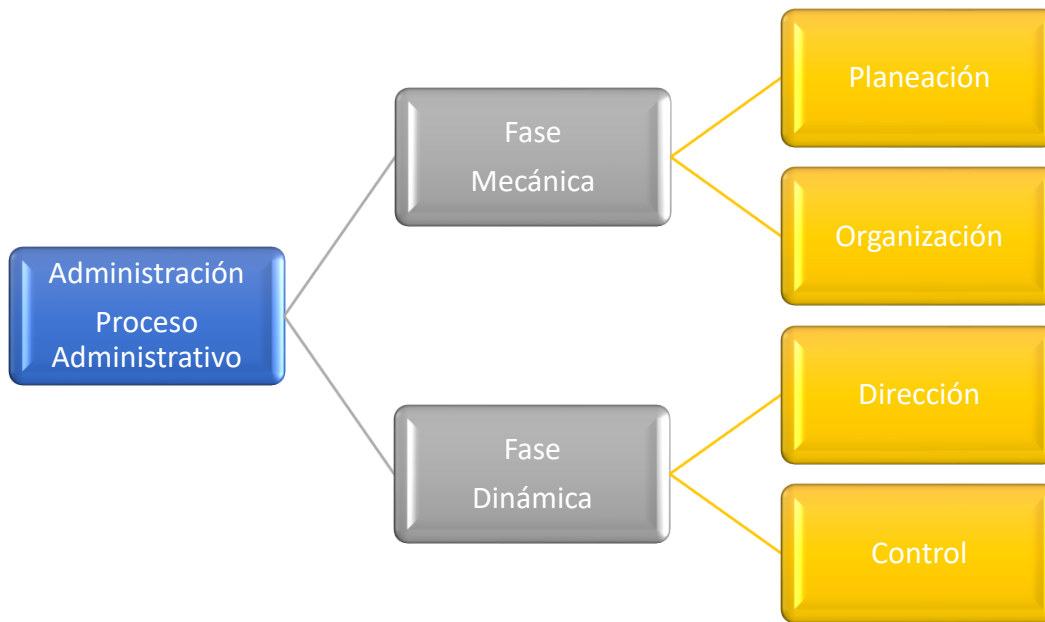 Administración
Proceso
Administrativo
Fase
Mecánica
Planeación
Organización
Fase
Dinámica
Dirección
Control